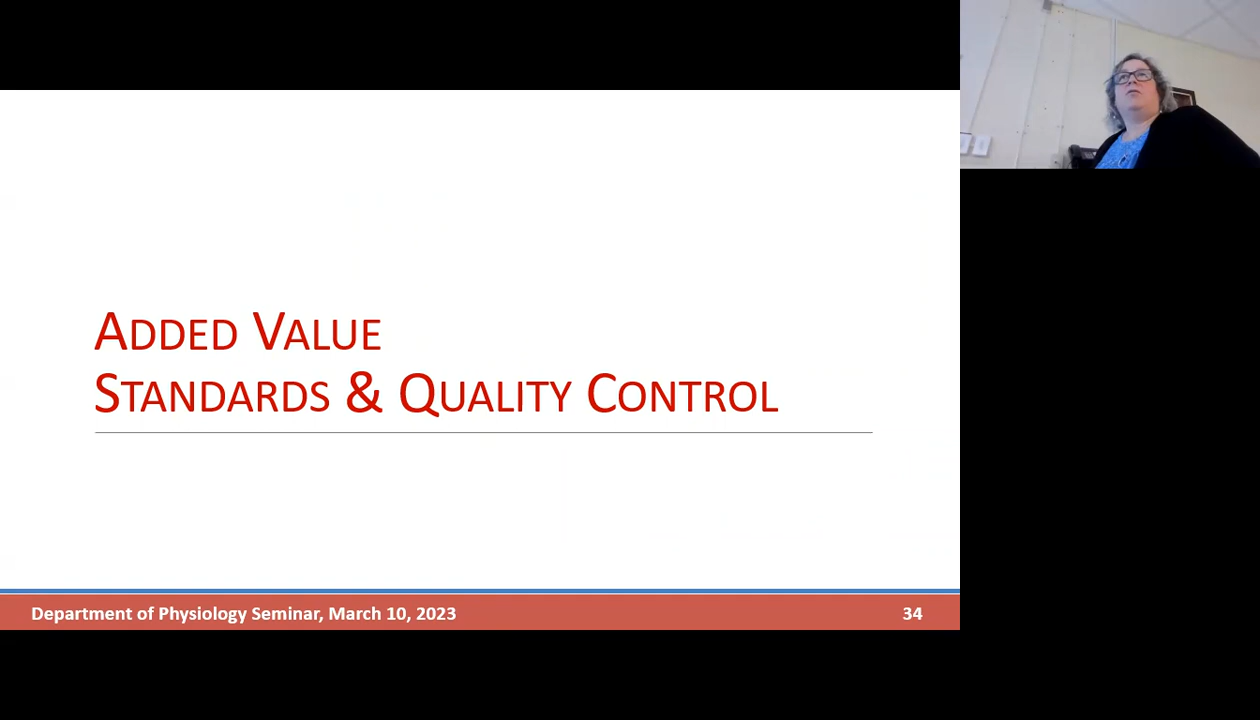 Added Value
Standards & Quality Control
Department of Physiology Seminar, March 10, 2023
34